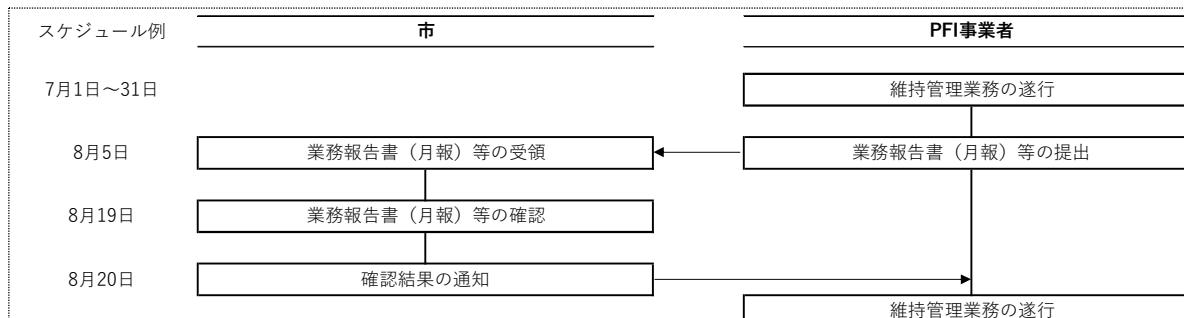 スケジュール例 市 PFI事業者
7月1日～31日 維持管理業務の遂行
8月5日 業務報告書（月報）等の受領 業務報告書（月報）等の提出
8月19日 業務報告書（月報）等の確認
8月20日 確認結果の通知
維持管理業務の遂行